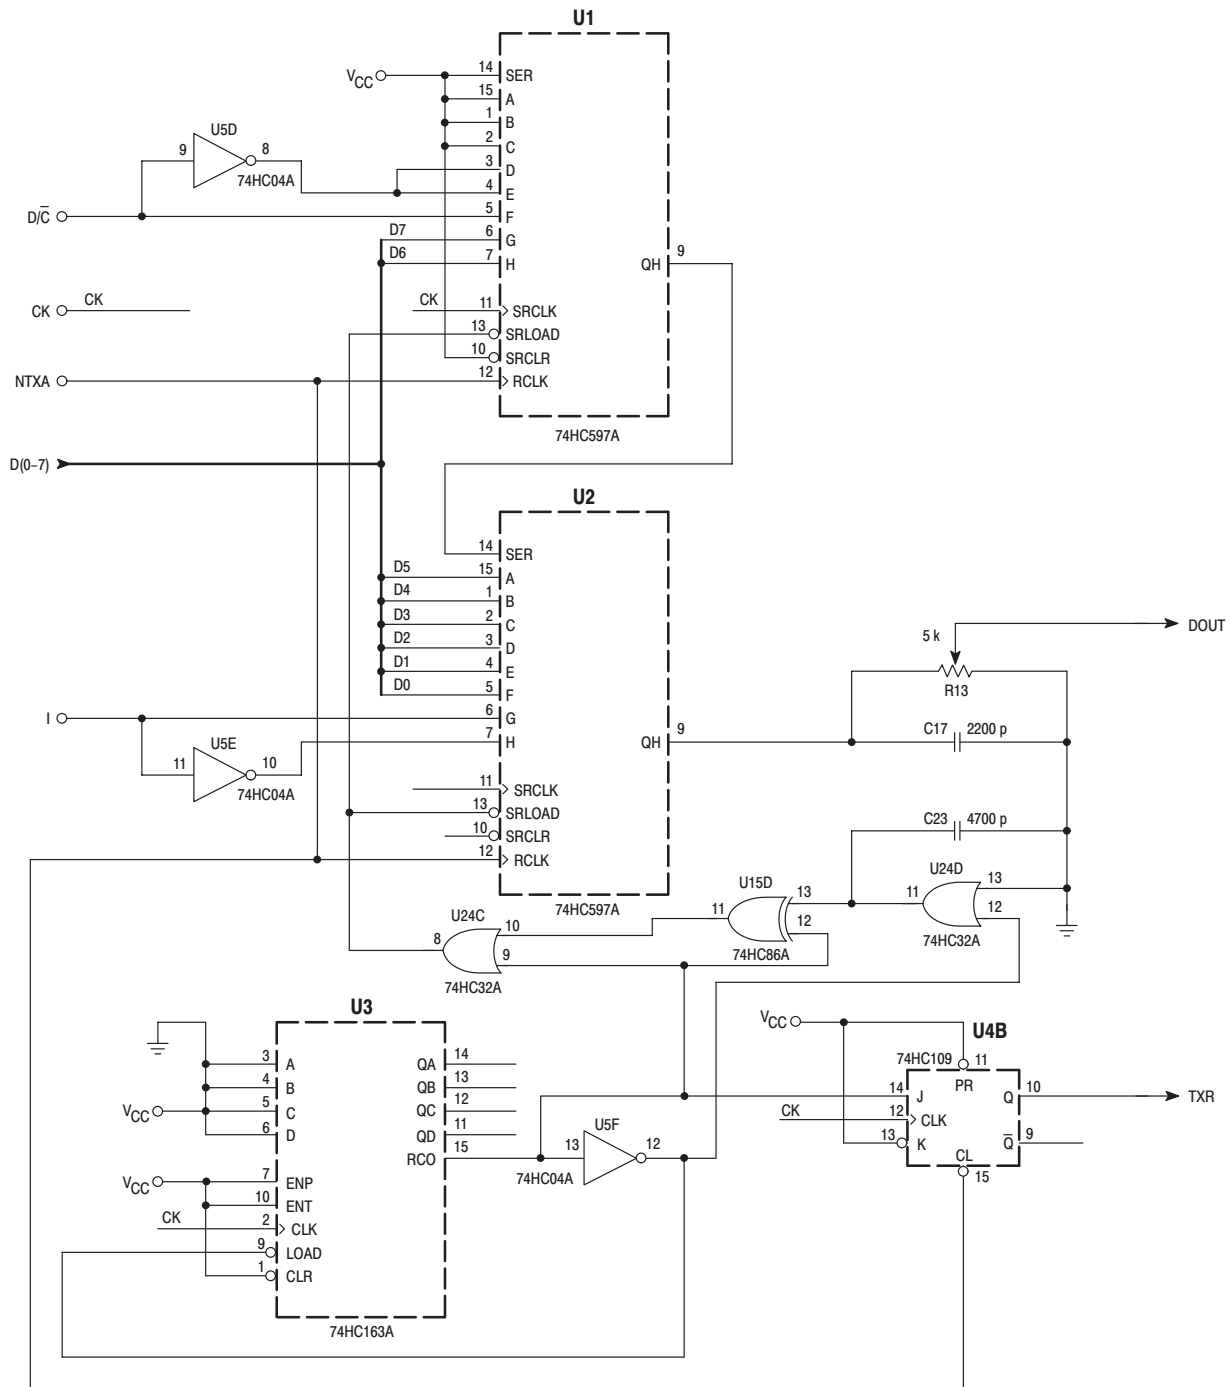 U1
VCC
14 SER
15 A
1 B
2 C
3 D
4 E
5 F
D7 6 G
D6 7 H
QH 9
CK 11 SRCLK
13 SRLOAD
10 SRCLR
12 RCLK
74HC597A
U5D
9 8
74HC04A
D/C̅
CK CK
NTXA
D(0–7)
U2
14 SER
D5 15 A
D4 1 B
D3 2 C
D2 3 D
D1 4 E
D0 5 F
6 G
7 H
QH 9
11 SRCLK
13 SRLOAD
10 SRCLR
12 RCLK
74HC597A
I
U5E
11 10
74HC04A
5 k
DOUT
R13
C17 2200 p
C23 4700 p
U24D
11 13
12
74HC32A
U15D
11 13
12
74HC86A
U24C
8 10
9
74HC32A
U3
3 A
4 B
VCC 5 C
6 D
VCC 7 ENP
10 ENT
CK 2 CLK
9 LOAD
1 CLR
QA 14
QB 13
QC 12
QD 11
RCO 15
74HC163A
U5F
13 12
74HC04A
VCC
U4B
74HC109 11
PR
14 J
CK 12 CLK
13 K
Q 10
Q̅ 9
CL
15
TXR